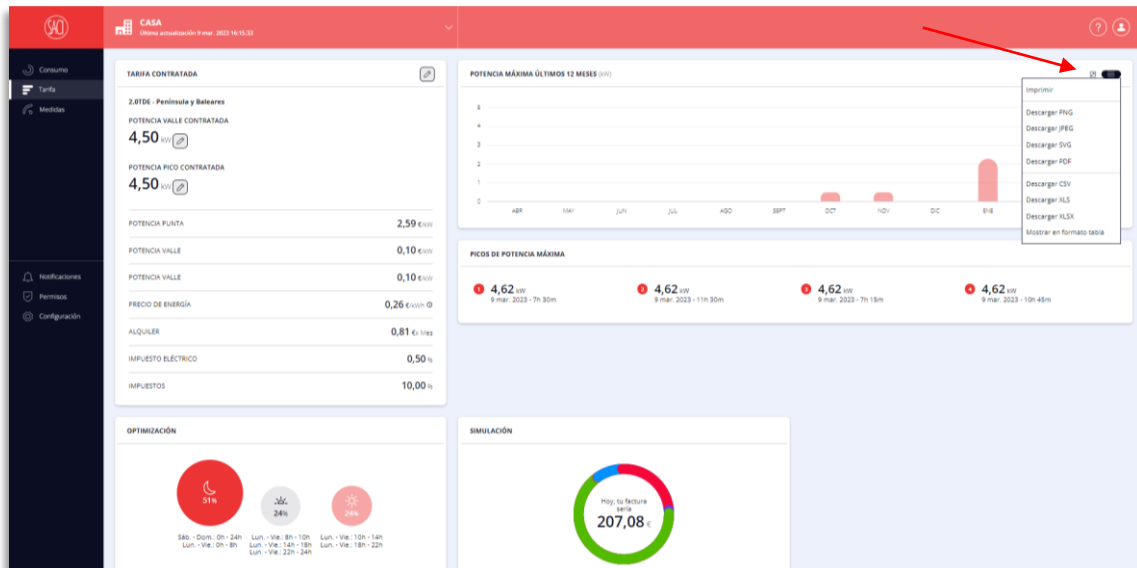 SACI
CASA
Última actualización 9 mar. 2023 16:15:33
?
Consumo
Tarifa
Medidas
Notificaciones
Permisos
Configuración
TARIFA CONTRATADA
2.0TDE - Península y Baleares
POTENCIA VALLE CONTRATADA
4,50 kW
POTENCIA PICO CONTRATADA
4,50 kW
POTENCIA PUNTA 2,59 €/kW
POTENCIA VALLE 0,10 €/kW
POTENCIA VALLE 0,10 €/kW
PRECIO DE ENERGÍA 0,26 €/kWh
ALQUILER 0,81 €x Mes
IMPUESTO ELÉCTRICO 0,50 %
IMPUESTOS 10,00 %
POTENCIA MÁXIMA ÚLTIMOS 12 MESES (kW)
5
4
3
2
1
0
ABR MAY JUN JUL AGO SEPT OCT NOV DIC ENE
Imprimir
Descargar PNG
Descargar JPEG
Descargar SVG
Descargar PDF
Descargar CSV
Descargar XLS
Descargar XLSX
Mostrar en formato tabla
PICOS DE POTENCIA MÁXIMA
1 4,62 kW
9 mar. 2023 - 7h 30m
4,62 kW
9 mar. 2023 - 11h 30m
3 4,62 kW
9 mar. 2023 - 7h 15m
4 4,62 kW
9 mar. 2023 - 10h 45m
OPTIMIZACIÓN
51%
24%
24%
Sáb. - Dom.: 0h - 24h
Lun. - Vie.: 0h - 8h
Lun. - Vie.: 8h - 10h
Lun. - Vie.: 14h - 18h
Lun. - Vie.: 22h - 24h
Lun. - Vie.: 10h - 14h
Lun. - Vie.: 18h - 22h
SIMULACIÓN
Hoy, tu factura
sería
207,08 €